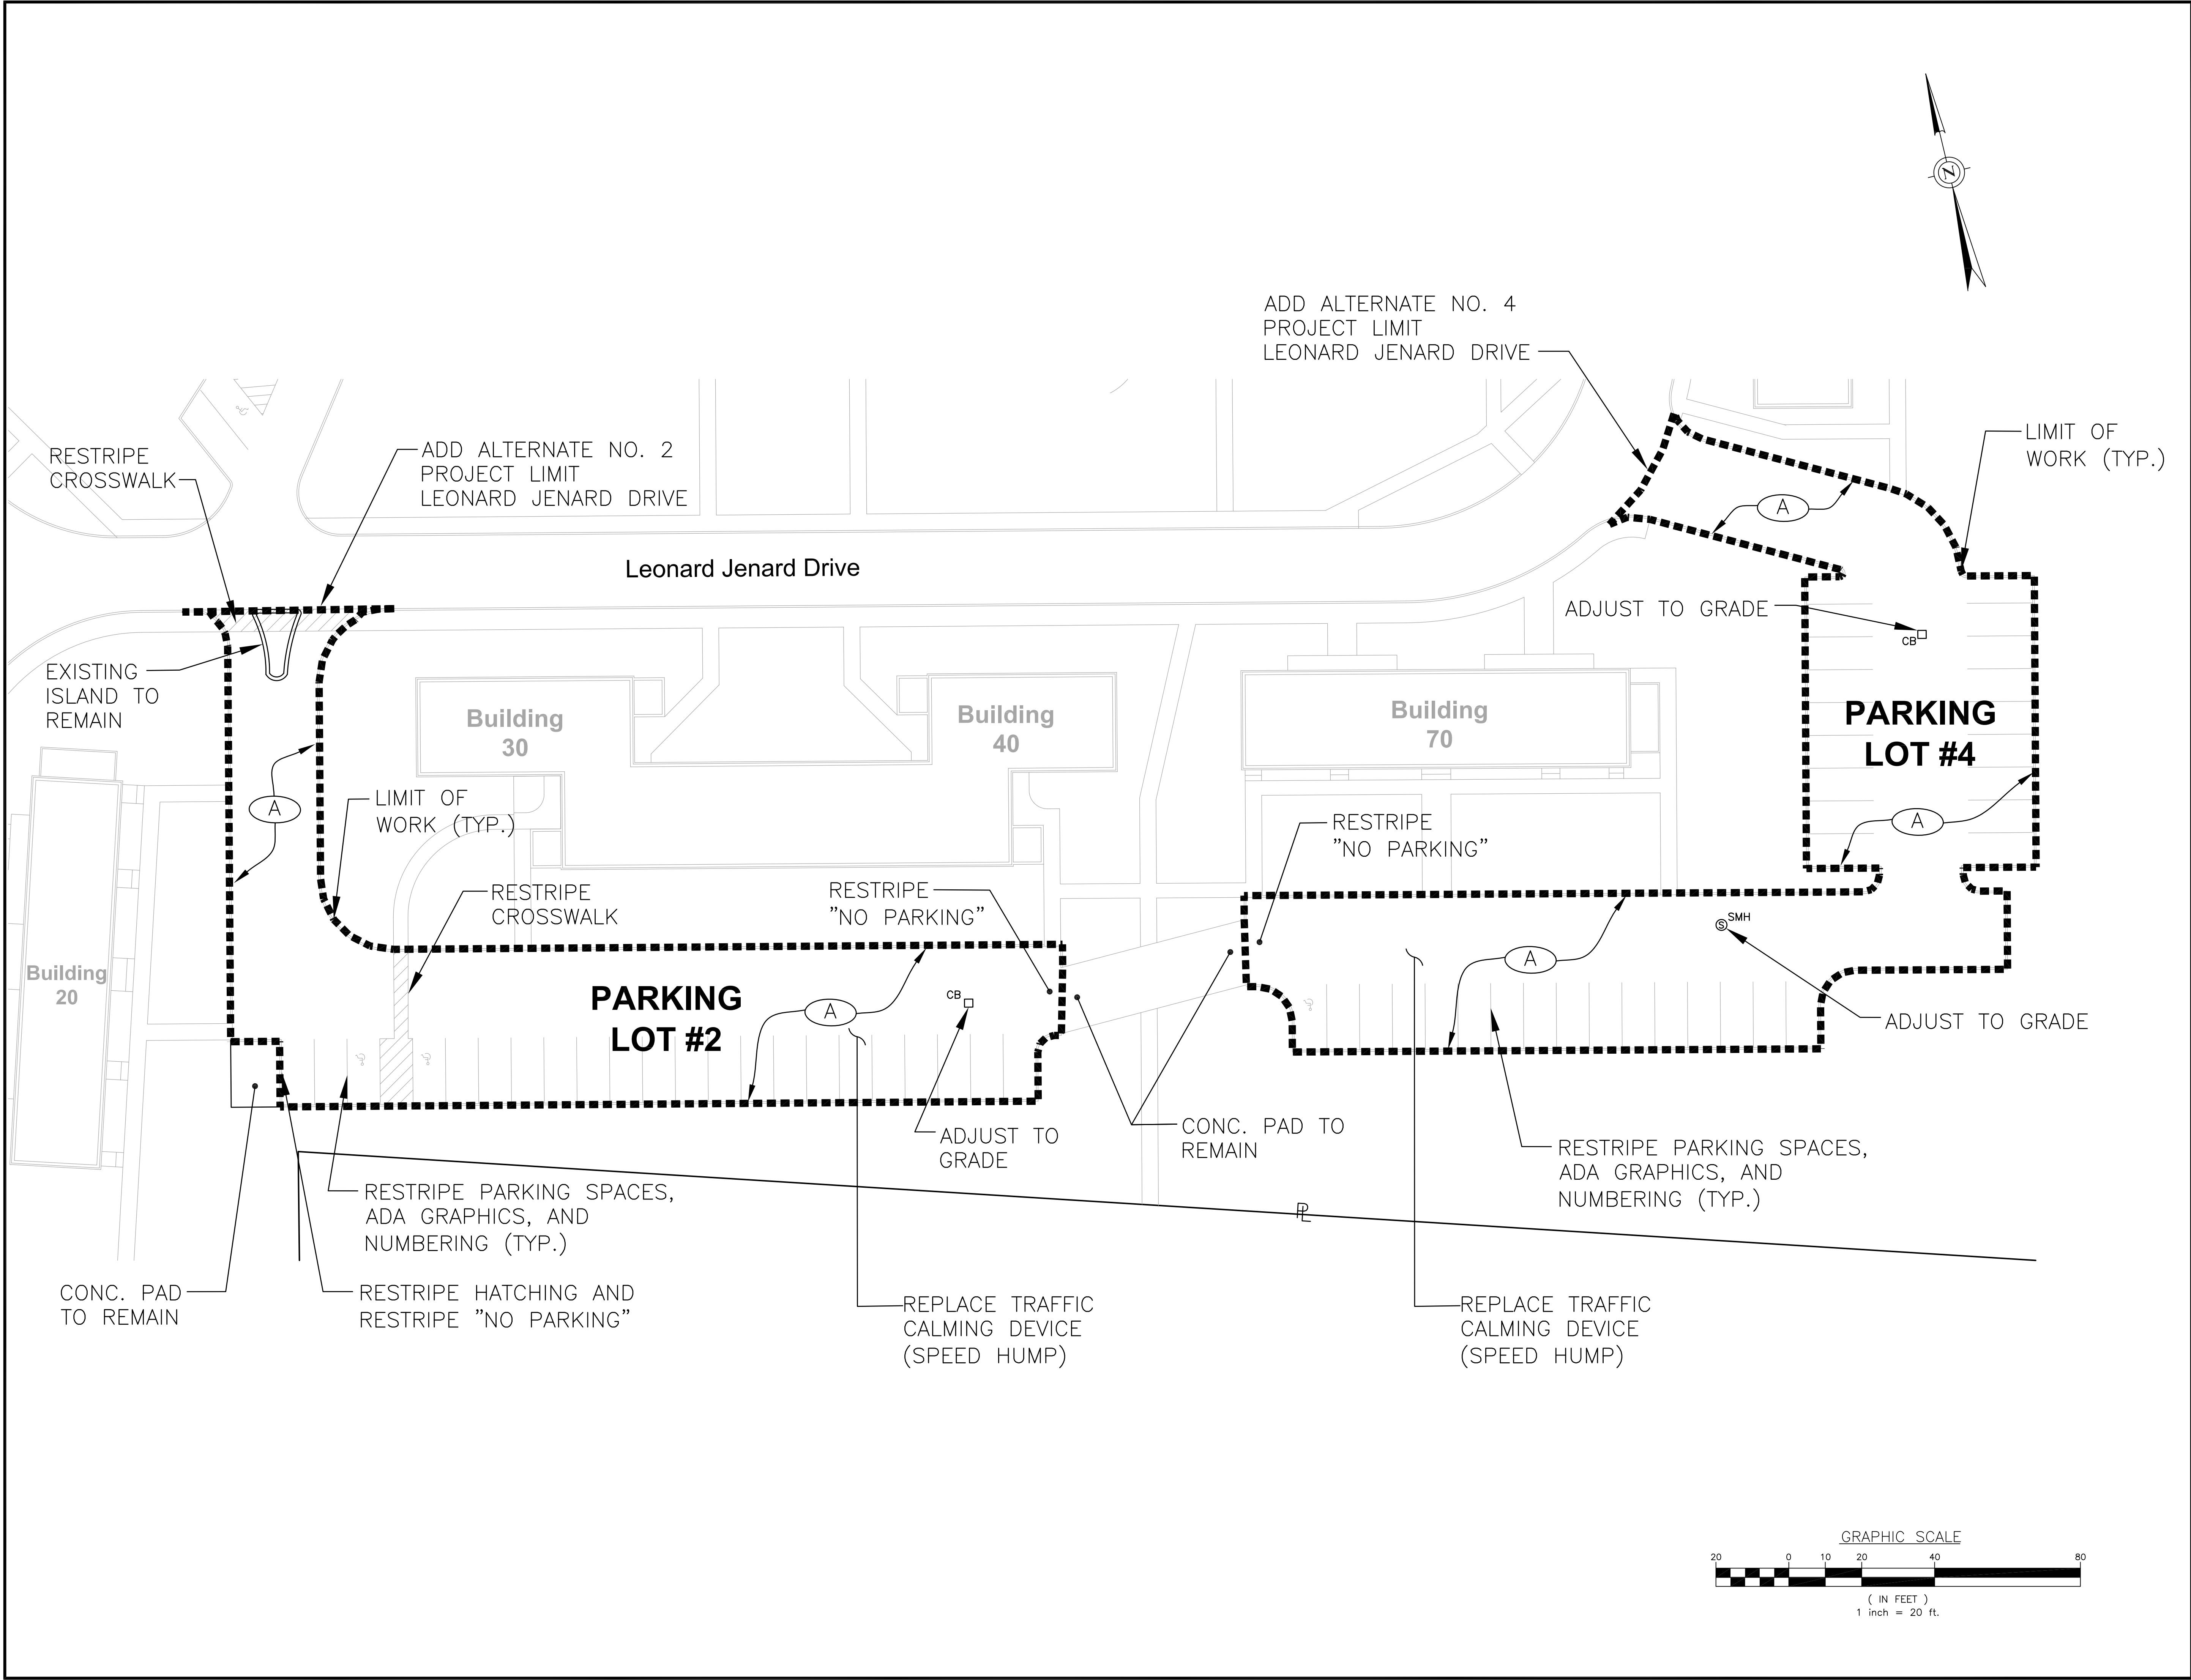 N
ADD ALTERNATE NO. 4
PROJECT LIMIT
LEONARD JENARD DRIVE
LIMIT OF
WORK (TYP.)
RESTRIPE
CROSSWALK
ADD ALTERNATE NO. 2
PROJECT LIMIT
LEONARD JENARD DRIVE
A
Leonard Jenard Drive
ADJUST TO GRADE
CB
EXISTING
ISLAND TO
REMAIN
Building
30
Building
40
Building
70
PARKING
LOT #4
A
LIMIT OF
WORK (TYP.)
A
RESTRIPE
"NO PARKING"
RESTRIPE
CROSSWALK
RESTRIPE
"NO PARKING"
SMH
S
A
Building
20
PARKING
LOT #2
A
CB
ADJUST TO GRADE
ADJUST TO
GRADE
CONC. PAD TO
REMAIN
RESTRIPE PARKING SPACES,
ADA GRAPHICS, AND
NUMBERING (TYP.)
RESTRIPE PARKING SPACES,
ADA GRAPHICS, AND
NUMBERING (TYP.)
PL
CONC. PAD
TO REMAIN
RESTRIPE HATCHING AND
RESTRIPE "NO PARKING"
REPLACE TRAFFIC
CALMING DEVICE
(SPEED HUMP)
REPLACE TRAFFIC
CALMING DEVICE
(SPEED HUMP)
GRAPHIC SCALE
20 0 10 20 40 80
( IN FEET )
1 inch = 20 ft.